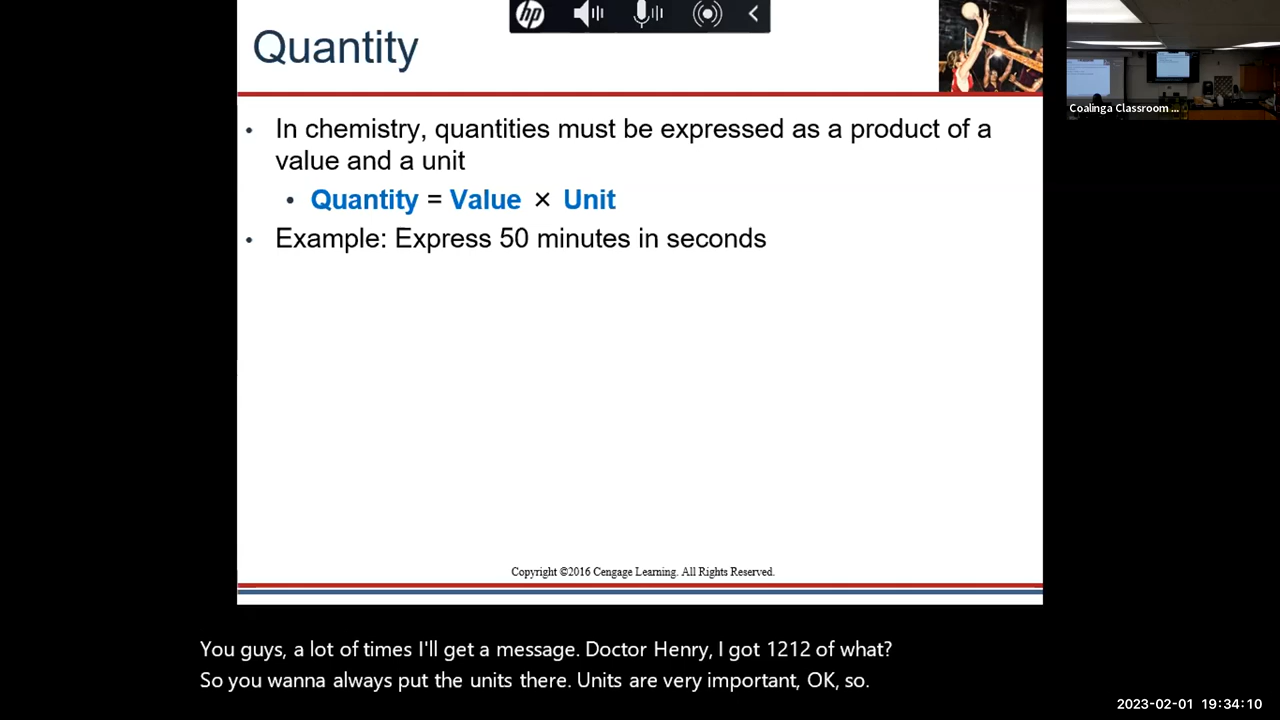 hp
Quantity
Coalinga Classroom ...
• In chemistry, quantities must be expressed as a product of a
value and a unit
• Quantity = Value × Unit
• Example: Express 50 minutes in seconds
Copyright ©2016 Cengage Learning. All Rights Reserved.
You guys, a lot of times I'll get a message. Doctor Henry, I got 1212 of what?
So you wanna always put the units there. Units are very important, OK, so.
2023-02-01 19:34:10